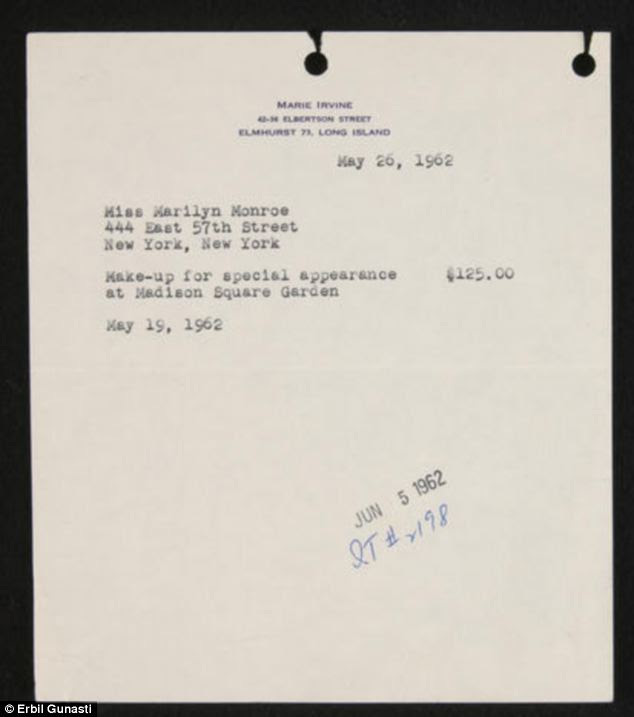 MARIE IRVINE
42-36 ELBERTSON STREET
ELMHURST 73, LONG ISLAND
May 26, 1962
Miss Marilyn Monroe
444 East 57th Street
New York, New York
Make-up for special appearance $125.00
at Madison Square Garden
May 19, 1962
JUN 5 1962
# 2198
© Erbil Gunasti